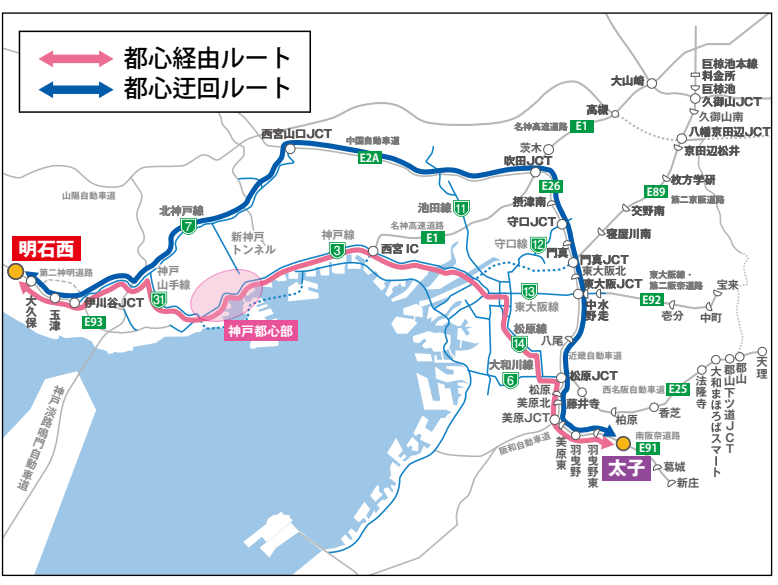 都心経由ルート
都心迂回ルート
大山崎
巨椋池本線
料金所
巨椋池
久御山JCT
久御山南
八幡京田辺JCT
京田辺松井
高槻
名神高速道路 E1
茨木
西宮山口JCT
中国自動車道
E2A
吹田JCT
E26
摂津南
枚方学研
E89
第二京阪道路
交野南
寝屋川南
山陽自動車道
北神戸線
7
新神戸
トンネル
池田線 11
名神高速道路
E1
守口JCT
守口線 12
門真
門真JCT
神戸線
3
西宮 IC
明石西
第二神明道路
神戸
山手線
31
伊川谷JCT
大久保
玉津
E93
神戸都心部
東大阪北
東大阪JCT
東大阪線・
第二阪奈道路
E92
宝来
壱分
中町
13
東大阪線
水走
中野
松原線
14
八尾
近畿自動車道
大和川線
6
松原JCT
松原
美原北
藤井寺
美原JCT
西名阪自動車道
E25
柏原
香芝
法隆寺
大和まほろばスマート
郡山下ツ道JCT
郡山
天理
阪和自動車道
美原東
羽曳野
羽曳野東
南阪奈道路
E91
太子
葛城
新庄
神戸淡路鳴門自動車道